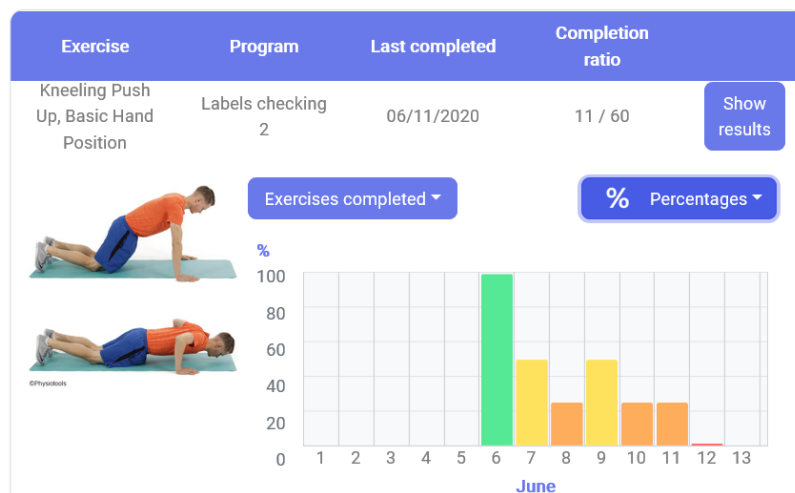 Exercise
Program
Last completed
Completion
ratio
Kneeling Push
Up, Basic Hand
Position
Labels checking
2
06/11/2020
11 / 60
Show
results
Exercises completed
% Percentages
%
100
80
60
40
20
0
1 2 3 4 5 6 7 8 9 10 11 12 13
June
©Physiotools